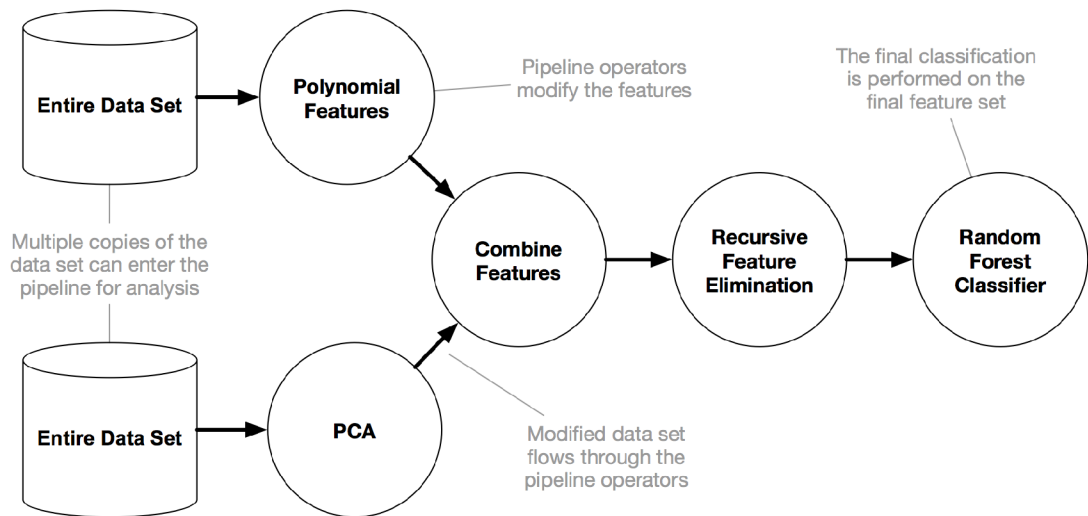 Entire Data Set
Polynomial
Features
Pipeline operators
modify the features
The final classification
is performed on the
final feature set
Multiple copies of the
data set can enter the
pipeline for analysis
Combine
Features
Recursive
Feature
Elimination
Random
Forest
Classifier
Entire Data Set
PCA
Modified data set
flows through the
pipeline operators